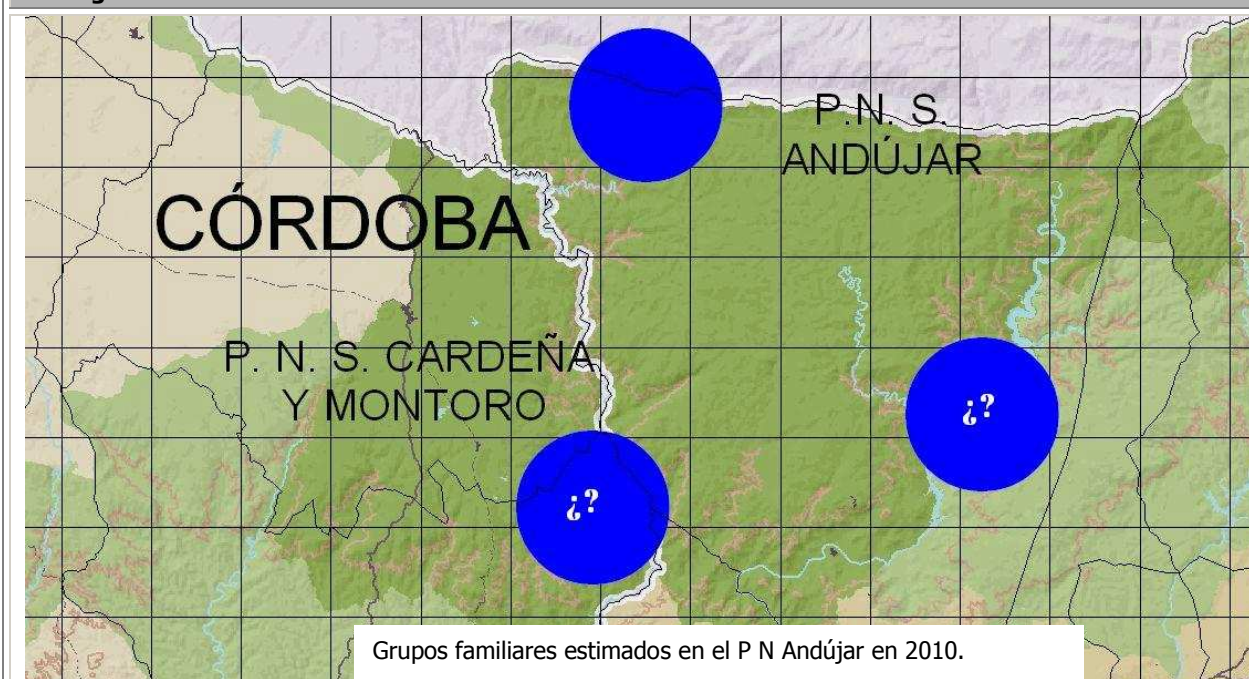 P.N. S.
ANDÚJAR
CÓRDOBA
P. N. S. CARDEÑA
Y MONTORO
¿?
¿?
Grupos familiares estimados en el P N Andújar en 2010.